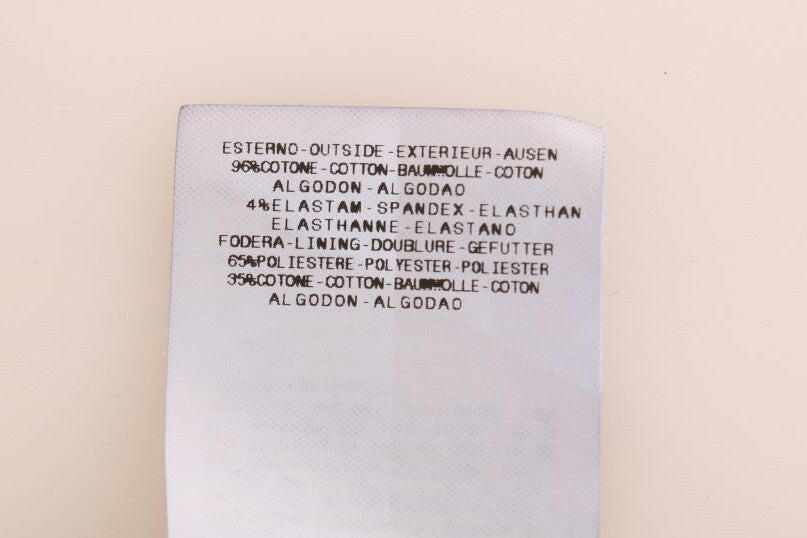 ESTERNO-OUTSIDE-EXTERIEUR-AUSEN
96%COTONE-COTTON-BAUMWOLLE-COTON
ALGODON-ALGODAO
4%ELASTAM-SPANDEX-ELASTHAN
ELASTHANNE-ELASTANO
FODERA-LINING-DOUBLURE-GEFUTTER
65%POLIESTERE-POLYESTER-POLIESTER
35%COTONE-COTTON-BAUMWOLLE-COTON
ALGODON-ALGODAO